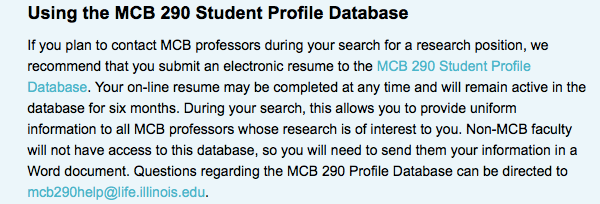 Using the MCB 290 Student Profile Database
If you plan to contact MCB professors during your search for a research position, we
recommend that you submit an electronic resume to the MCB 290 Student Profile
Database. Your on-line resume may be completed at any time and will remain active in the
database for six months. During your search, this allows you to provide uniform
information to all MCB professors whose research is of interest to you. Non-MCB faculty
will not have access to this database, so you will need to send them your information in a
Word document. Questions regarding the MCB 290 Profile Database can be directed to
mcb290help@life.illinois.edu.